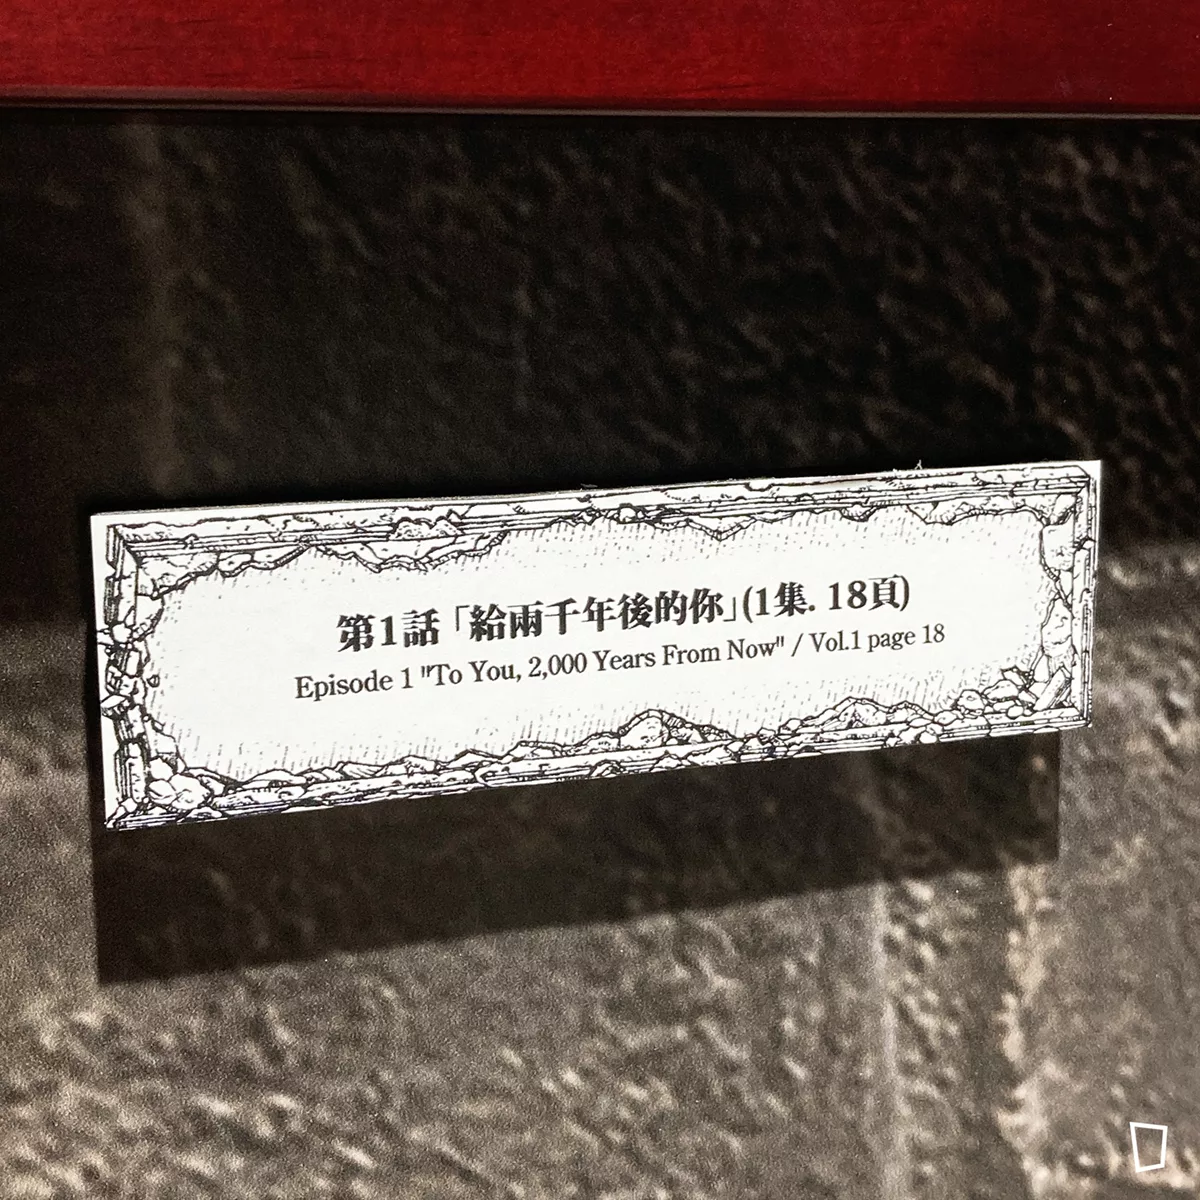 第1話「給兩千年後的你」(1集. 18頁)
Episode 1 "To You, 2,000 Years From Now" / Vol.1 page 18